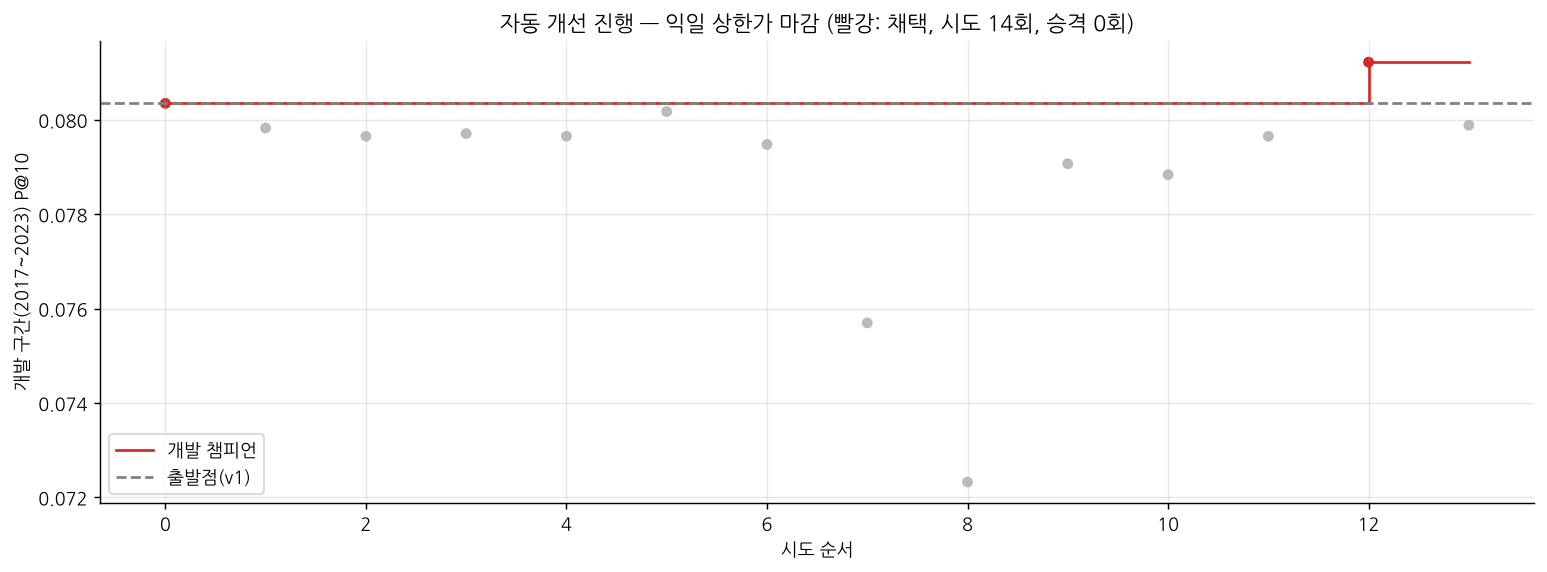 자동 개선 진행 — 익일 상한가 마감 (빨강: 채택, 시도 14회, 승격 0회)
개발 구간(2017~2023) P@10
0.080
0.078
0.076
0.074
0.072
개발 챔피언
출발점(v1)
0 2 4 6 8 10 12
시도 순서